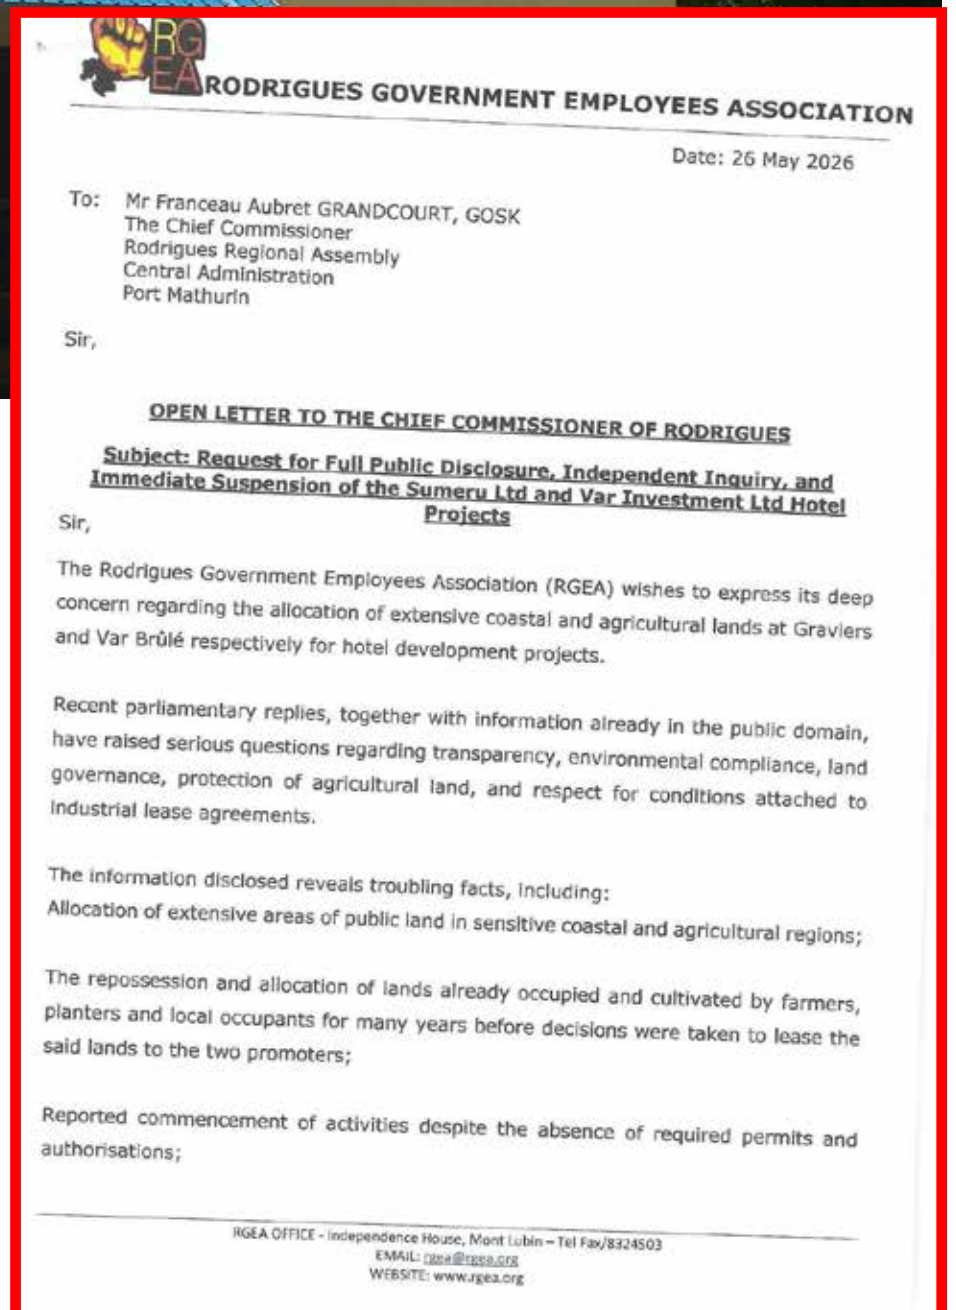 RG
EA
RODRIGUES GOVERNMENT EMPLOYEES ASSOCIATION
Date: 26 May 2026
To: Mr Franceau Aubret GRANDCOURT, GOSK
The Chief Commissioner
Rodrigues Regional Assembly
Central Administration
Port Mathurin
Sir,
OPEN LETTER TO THE CHIEF COMMISSIONER OF RODRIGUES
Subject: Request for Full Public Disclosure, Independent Inquiry, and
Immediate Suspension of the Sumeru Ltd and Var Investment Ltd Hotel
Projects
Sir,
The Rodrigues Government Employees Association (RGEA) wishes to express its deep
concern regarding the allocation of extensive coastal and agricultural lands at Graviers
and Var Brûlé respectively for hotel development projects.
Recent parliamentary replies, together with information already in the public domain,
have raised serious questions regarding transparency, environmental compliance, land
governance, protection of agricultural land, and respect for conditions attached to
industrial lease agreements.
The information disclosed reveals troubling facts, including:
Allocation of extensive areas of public land in sensitive coastal and agricultural regions;
The repossession and allocation of lands already occupied and cultivated by farmers,
planters and local occupants for many years before decisions were taken to lease the
said lands to the two promoters;
Reported commencement of activities despite the absence of required permits and
authorisations;
RGEA OFFICE - Independence House, Mont Lubin – Tel Fax/8324503
EMAIL: rgea@rgea.org
WEBSITE: www.rgea.org